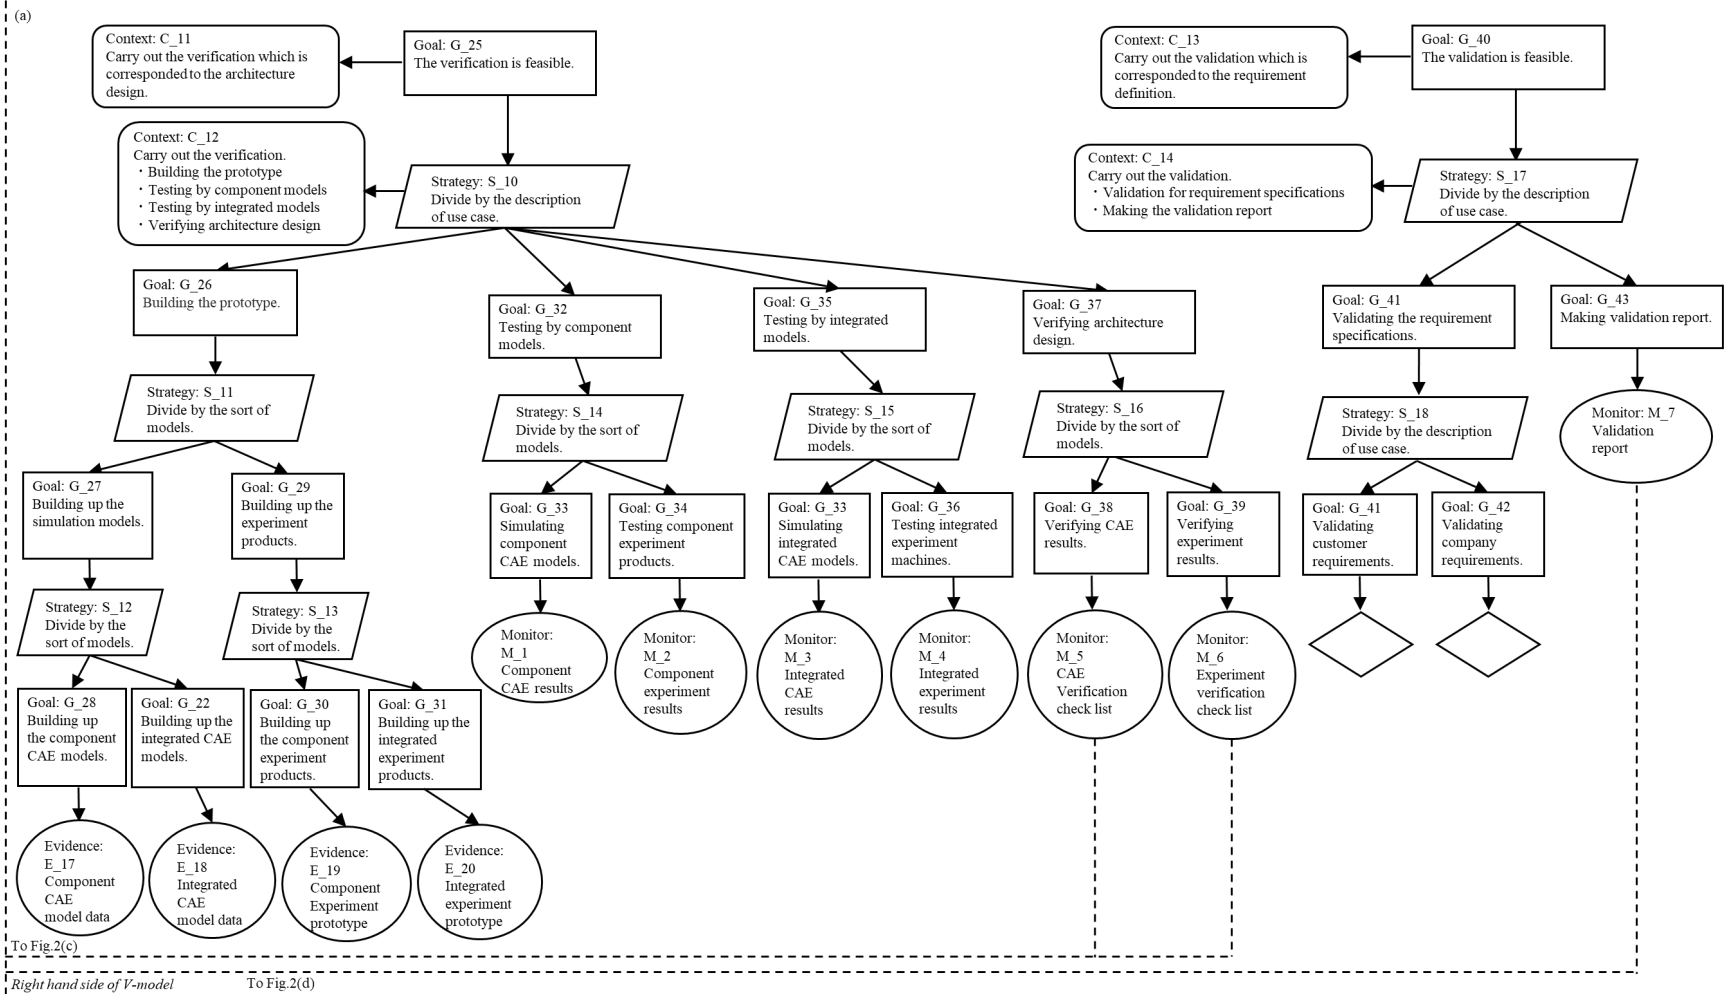 (a)
Context: C_11
Carry out the verification which is
corresponded to the architecture
design.
Goal: G_25
The verification is feasible.
Context: C_13
Carry out the validation which is
corresponded to the requirement
definition.
Goal: G_40
The validation is feasible.
Context: C_12
Carry out the verification.
・Building the prototype
・Testing by component models
・Testing by integrated models
・Verifying architecture design
Strategy: S_10
Divide by the description
of use case.
Context: C_14
Carry out the validation.
・Validation for requirement specifications
・Making the validation report
Strategy: S_17
Divide by the description
of use case.
Goal: G_26
Building the prototype.
Goal: G_32
Testing by component
models.
Goal: G_35
Testing by integrated
models.
Goal: G_37
Verifying architecture
design.
Goal: G_41
Validating the requirement
specifications.
Goal: G_43
Making validation report.
Strategy: S_11
Divide by the sort of
models.
Strategy: S_14
Divide by the sort of
models.
Strategy: S_15
Divide by the sort of
models.
Strategy: S_16
Divide by the sort of
models.
Strategy: S_18
Divide by the description
of use case.
Monitor: M_7
Validation
report
Goal: G_27
Building up the
simulation models.
Goal: G_29
Building up the
experiment
products.
Goal: G_33
Simulating
component
CAE models.
Goal: G_34
Testing component
experiment
products.
Goal: G_33
Simulating
integrated
CAE models.
Goal: G_36
Testing integrated
experiment
machines.
Goal: G_38
Verifying CAE
results.
Goal: G_39
Verifying
experiment
results.
Goal: G_41
Validating
customer
requirements.
Goal: G_42
Validating
company
requirements.
Strategy: S_12
Divide by the
sort of models.
Strategy: S_13
Divide by the
sort of models.
Monitor:
M_1
Component
CAE results
Monitor:
M_2
Component
experiment
results
Monitor:
M_3
Integrated
CAE
results
Monitor:
M_4
Integrated
experiment
results
Monitor:
M_5
CAE
Verification
check list
Monitor:
M_6
Experiment
verification
check list
Goal: G_28
Building up
the component
CAE models.
Goal: G_22
Building up the
integrated CAE
models.
Goal: G_30
Building up
the component
experiment
products.
Goal: G_31
Building up the
integrated
experiment
products.
Evidence:
E_17
Component
CAE
model data
Evidence:
E_18
Integrated
CAE
model data
Evidence:
E_19
Component
Experiment
prototype
Evidence:
E_20
Integrated
experiment
prototype
To Fig.2(c)
Right hand side of V-model
To Fig.2(d)